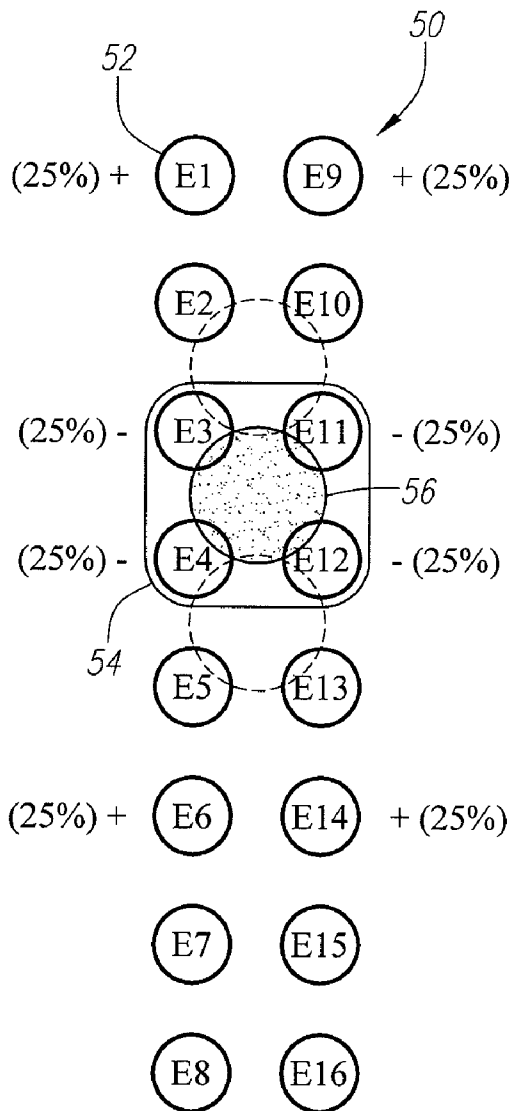 52
50
(25%) + E1 E9 + (25%)
E2 E10
(25%) - E3 E11 - (25%)
56
(25%) - E4 E12 - (25%)
54
E5 E13
(25%) + E6 E14 + (25%)
E7 E15
E8 E16